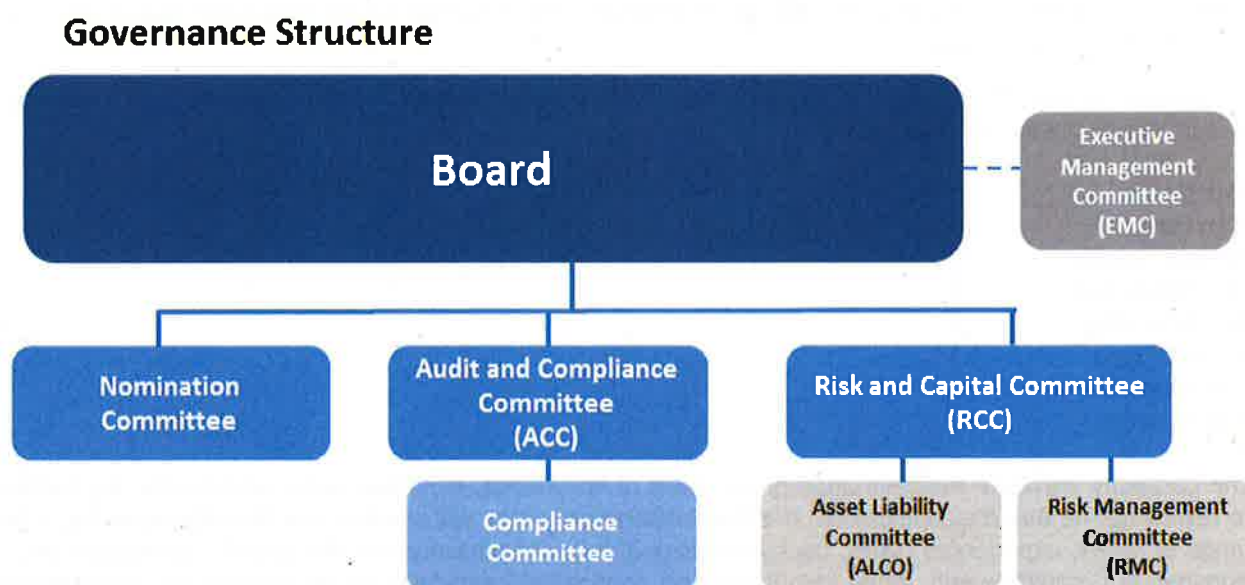 Governance Structure
Board
Executive
Management
Committee
(EMC)
Nomination
Committee
Audit and Compliance
Committee
(ACC)
Risk and Capital Committee
(RCC)
Compliance
Committee
Asset Liability
Committee
(ALCO)
Risk Management
Committee
(RMC)